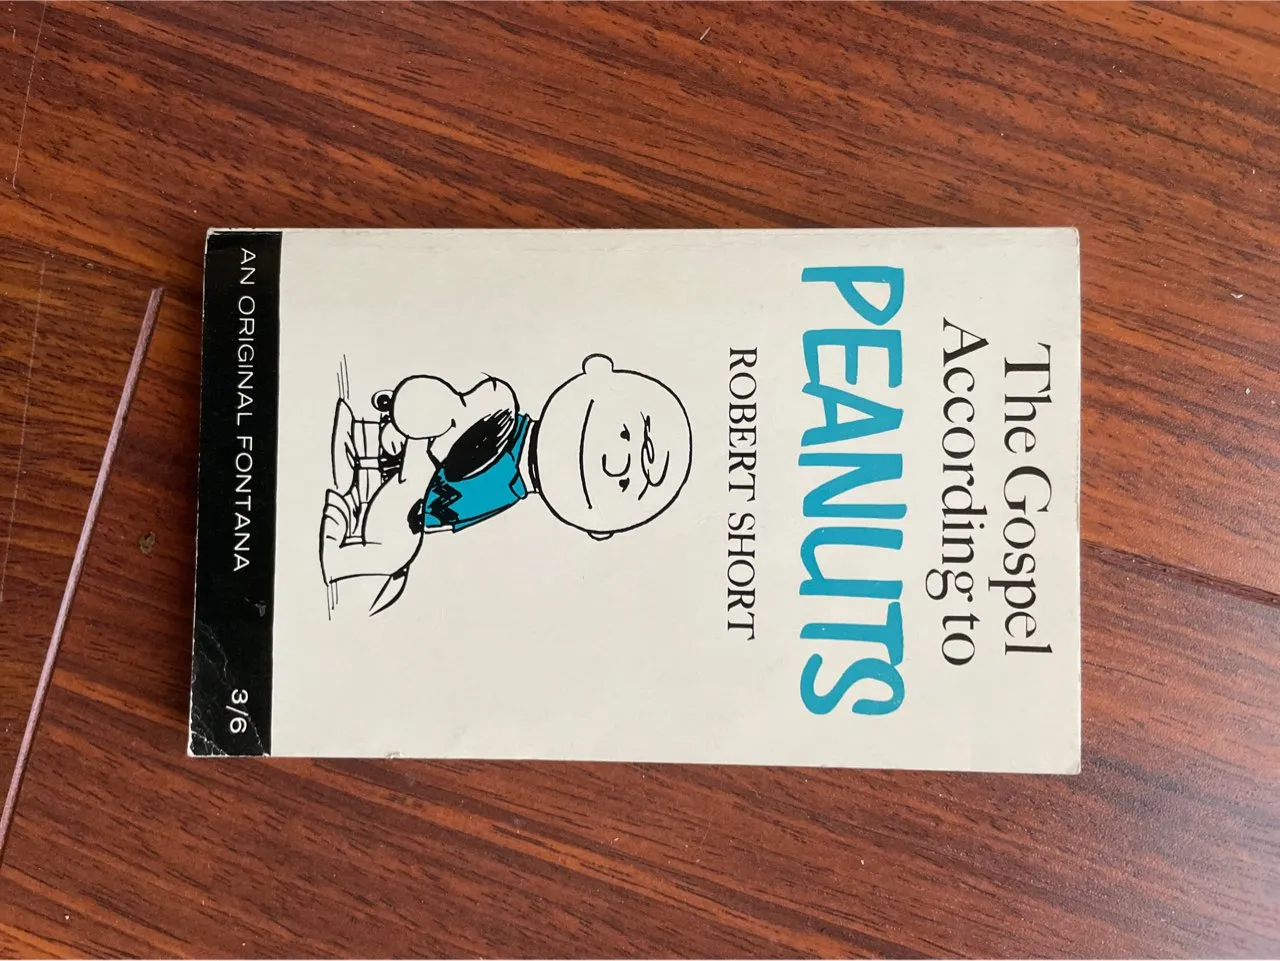 The Gospel
According to
PEANUTS
ROBERT SHORT
AN ORIGINAL FONTANA 3/6